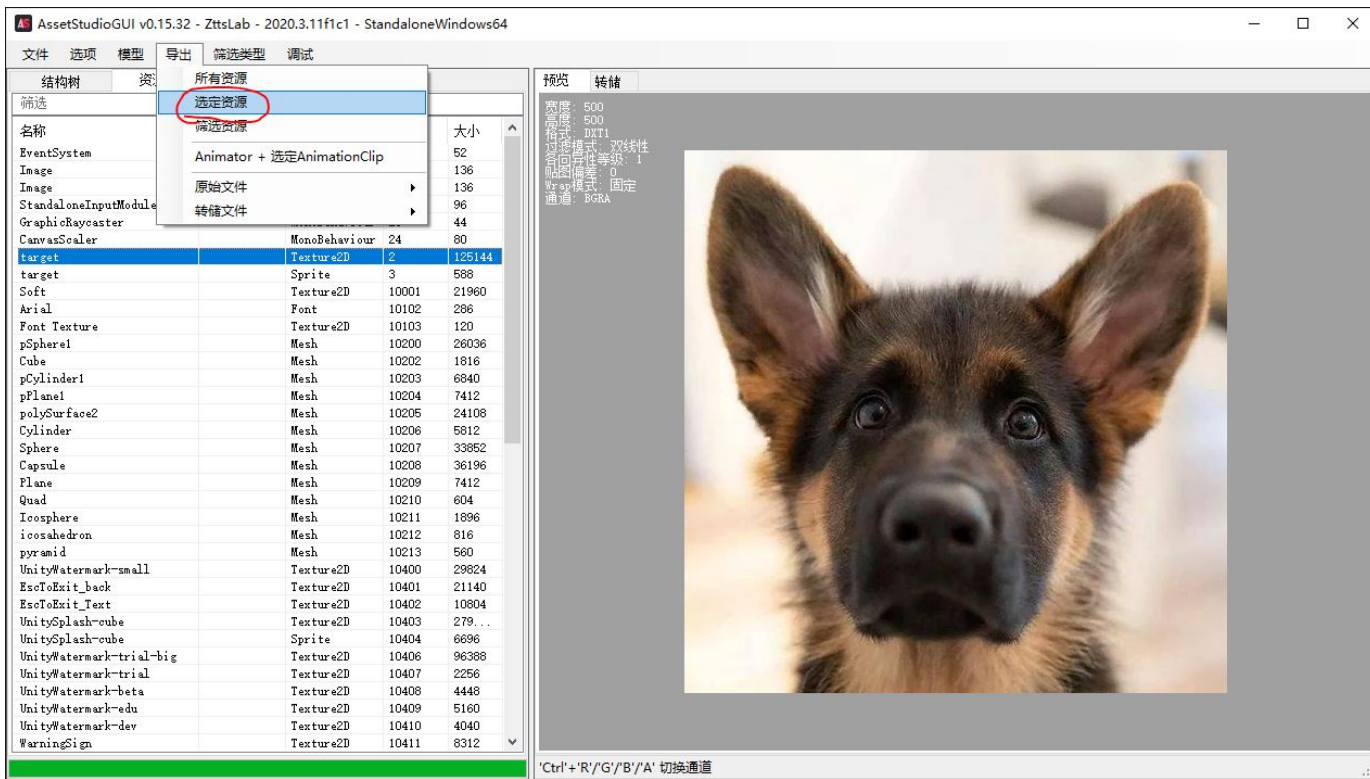 AssetStudioGUI v0.15.32 - ZttsLab - 2020.3.11f1c1 - StandaloneWindows64
文件 选项 模型 导出 筛选类型 调试
结构树
所有资源
选定资源
筛选资源
Animator + 选定AnimationClip
原始文件
转储文件
筛选
名称 大小
EventSystem 52
Image 136
Image 136
StandaloneInputModule 96
GraphicRaycaster 44
CanvasScaler MonoBehaviour 24 80
target Texture2D 2 125144
target Sprite 3 588
Soft Texture2D 10001 21960
Arial Font 10102 286
Font Texture Texture2D 10103 120
pSphere1 Mesh 10200 26036
Cube Mesh 10202 1816
pCylinder1 Mesh 10203 6840
pPlane1 Mesh 10204 7412
polySurface2 Mesh 10205 24108
Cylinder Mesh 10206 5812
Sphere Mesh 10207 33852
Capsule Mesh 10208 36196
Plane Mesh 10209 7412
Quad Mesh 10210 604
Icosphere Mesh 10211 1896
icosahedron Mesh 10212 816
pyramid Mesh 10213 560
UnityWatermark-small Texture2D 10400 29824
EscToExit_back Texture2D 10401 21140
EscToExit_Text Texture2D 10402 10804
UnitySplash-cube Texture2D 10403 279...
UnitySplash-cube Sprite 10404 6696
UnityWatermark-trial-big Texture2D 10406 96388
UnityWatermark-trial Texture2D 10407 2256
UnityWatermark-beta Texture2D 10408 4448
UnityWatermark-edu Texture2D 10409 5160
UnityWatermark-dev Texture2D 10410 4040
WarningSign Texture2D 10411 8312
预览 转储
宽度: 500
高度: 500
格式: DXT1
过滤模式: 双线性
各向异性等级: 1
贴图偏差: 0
Wrap模式: 固定
通道: BGRA
'Ctrl'+'R'/'G'/'B'/'A' 切换通道